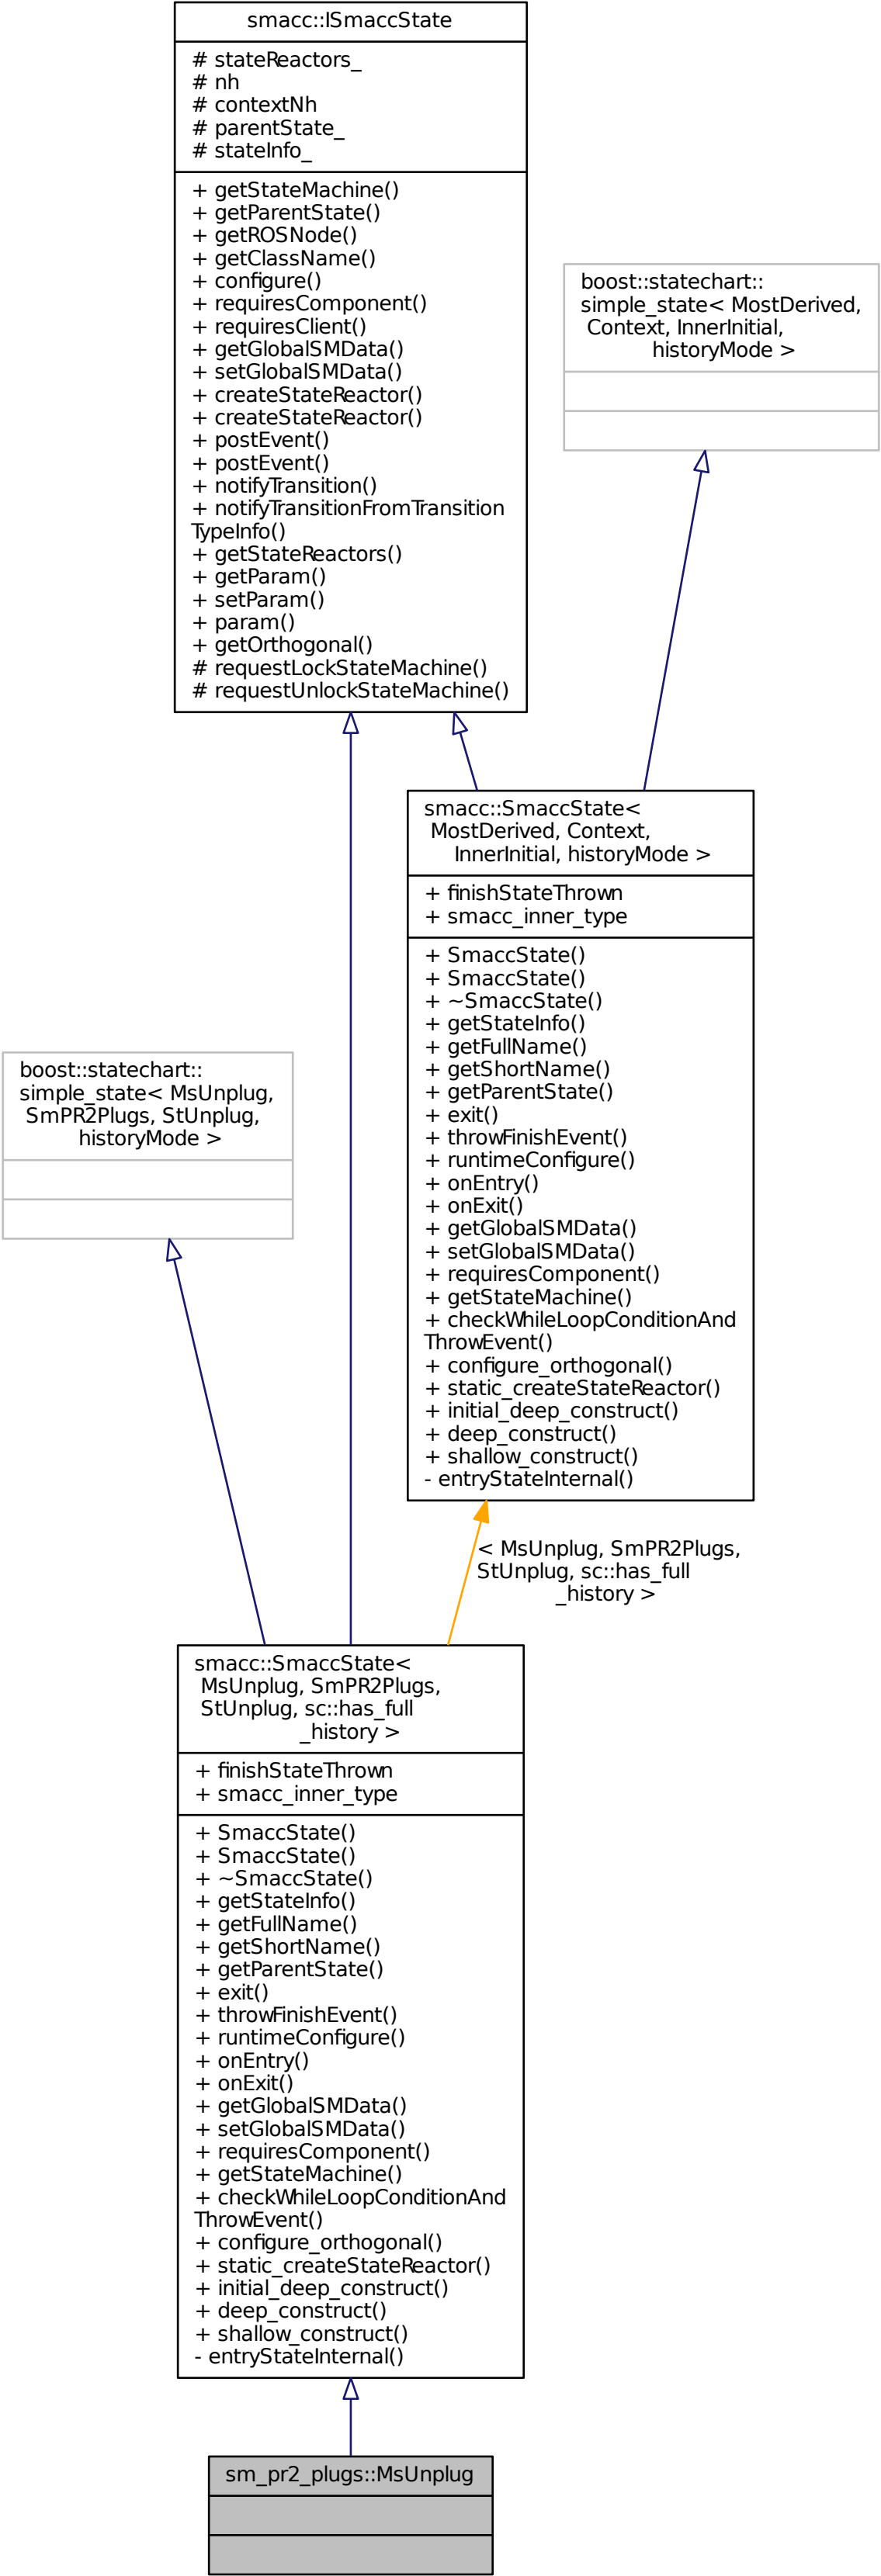 smacc::ISmaccState
# stateReactors_
# nh
# contextNh
# parentState_
# stateInfo_
+ getStateMachine()
+ getParentState()
+ getROSNode()
+ getClassName()
+ configure()
+ requiresComponent()
+ requiresClient()
+ getGlobalSMData()
+ setGlobalSMData()
+ createStateReactor()
+ createStateReactor()
+ postEvent()
+ postEvent()
+ notifyTransition()
+ notifyTransitionFromTransition
TypeInfo()
+ getStateReactors()
+ getParam()
+ setParam()
+ param()
+ getOrthogonal()
# requestLockStateMachine()
# requestUnlockStateMachine()
boost::statechart::
simple_state< MostDerived,
Context, InnerInitial,
historyMode >
smacc::SmaccState<
MostDerived, Context,
InnerInitial, historyMode >
+ finishStateThrown
+ smacc_inner_type
+ SmaccState()
+ SmaccState()
+ ~SmaccState()
+ getStateInfo()
+ getFullName()
+ getShortName()
+ getParentState()
+ exit()
+ throwFinishEvent()
+ runtimeConfigure()
+ onEntry()
+ onExit()
+ getGlobalSMData()
+ setGlobalSMData()
+ requiresComponent()
+ getStateMachine()
+ checkWhileLoopConditionAnd
ThrowEvent()
+ configure_orthogonal()
+ static_createStateReactor()
+ initial_deep_construct()
+ deep_construct()
+ shallow_construct()
- entryStateInternal()
boost::statechart::
simple_state< MsUnplug,
SmPR2Plugs, StUnplug,
historyMode >
< MsUnplug, SmPR2Plugs,
StUnplug, sc::has_full
_history >
smacc::SmaccState<
MsUnplug, SmPR2Plugs,
StUnplug, sc::has_full
_history >
+ finishStateThrown
+ smacc_inner_type
+ SmaccState()
+ SmaccState()
+ ~SmaccState()
+ getStateInfo()
+ getFullName()
+ getShortName()
+ getParentState()
+ exit()
+ throwFinishEvent()
+ runtimeConfigure()
+ onEntry()
+ onExit()
+ getGlobalSMData()
+ setGlobalSMData()
+ requiresComponent()
+ getStateMachine()
+ checkWhileLoopConditionAnd
ThrowEvent()
+ configure_orthogonal()
+ static_createStateReactor()
+ initial_deep_construct()
+ deep_construct()
+ shallow_construct()
- entryStateInternal()
sm_pr2_plugs::MsUnplug